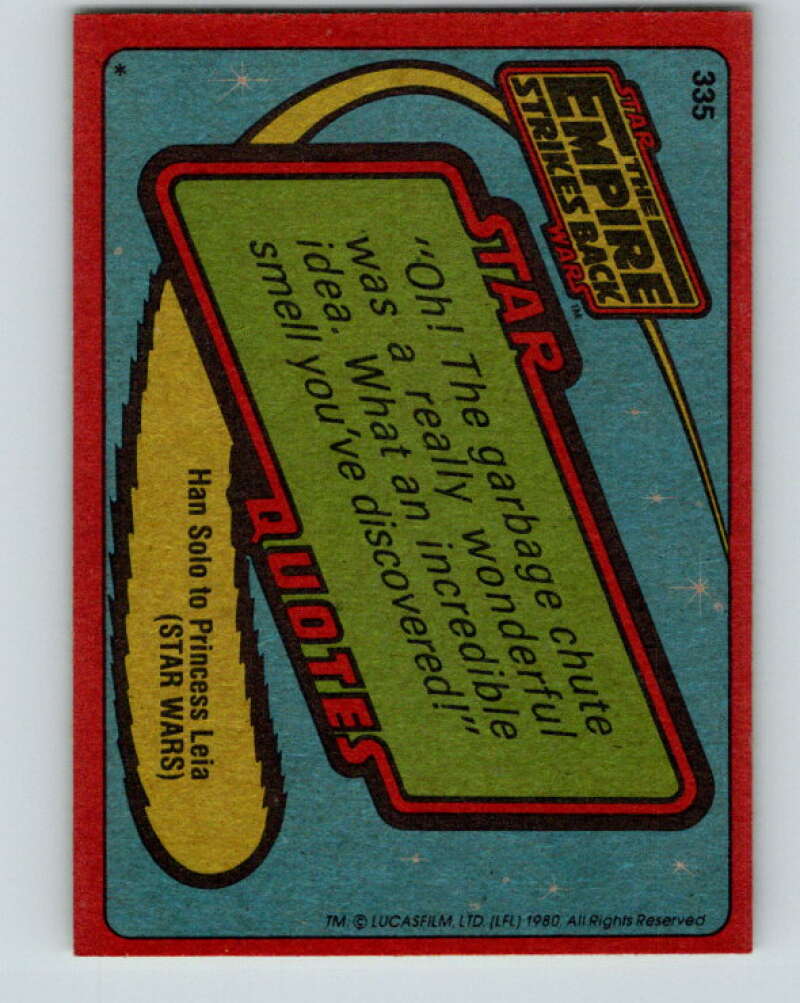 335
STAR
THE
EMPIRE
STRIKES BACK
WARS™
STAR
"Oh! The garbage chute
was a really wonderful
idea. What an incredible
smell you've discovered!"
QUOTES
Han Solo to Princess Leia
(STAR WARS)
TM: © LUCASFILM, LTD. (LFL) 1980, All Rights Reserved
*